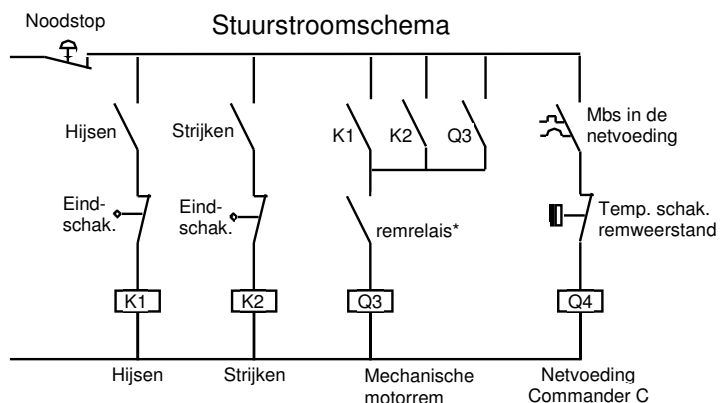 Noodstop
Stuurstroomschema
Hijsen
Strijken
K1
K2
Q3
Mbs in de
netvoeding
Eind-
schak.
Eind-
schak.
remrelais*
Temp. schak.
remweerstand
K1
K2
Q3
Q4
Hijsen
Strijken
Mechanische
motorrem
Netvoeding
Commander C